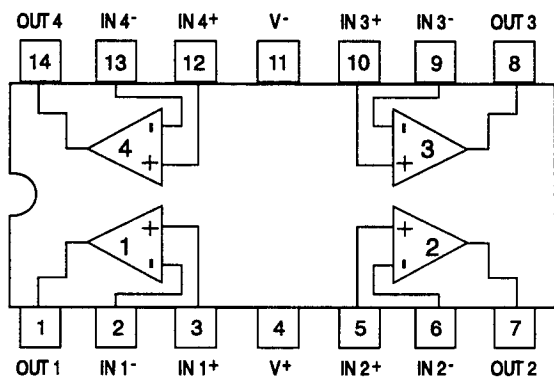 OUT 4 IN 4- IN 4+ V- IN 3+ IN 3- OUT 3
14 13 12 11 10 9 8
- -
4 + + 3
1 + + 2
- -
1 2 3 4 5 6 7
OUT 1 IN 1- IN 1+ V+ IN 2+ IN 2- OUT 2